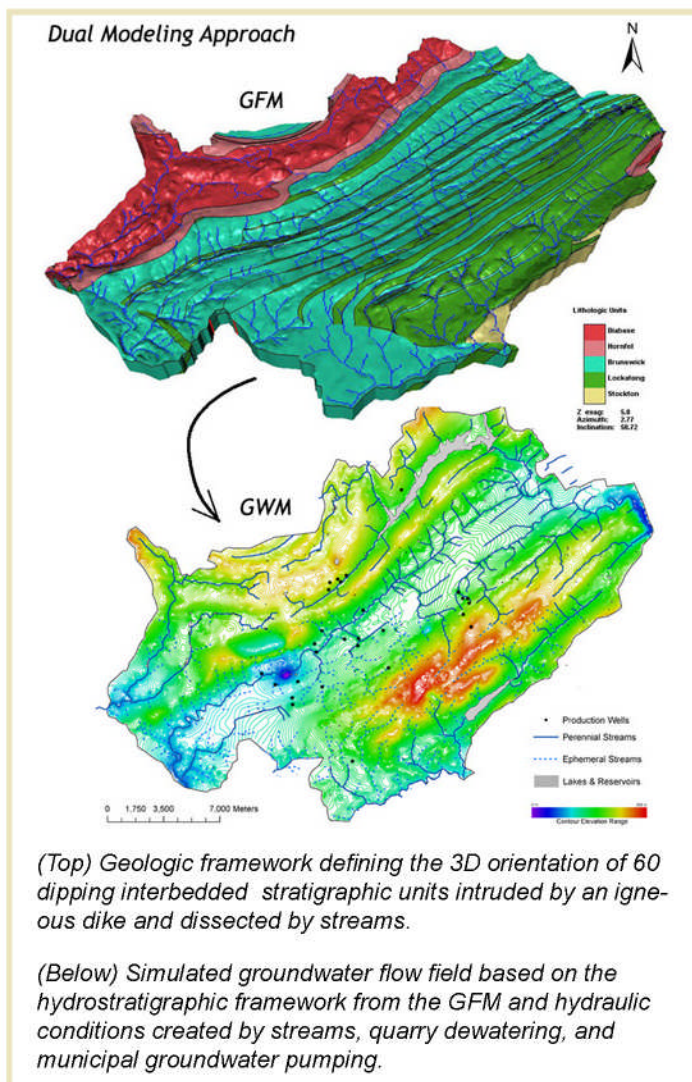 Dual Modeling Approach
N
GFM
Lithologic Units
Diabase
Hornfel
Brunswick
Lockatong
Stockton
Z exag: 5.0
Azimuth: 2.77
Inclination: 50.72
GWM
Production Wells
Perennial Streams
Ephemeral Streams
Lakes & Reservoirs
0 1,750 3,500 7,000 Meters
Contour Elevation Range
(Top) Geologic framework defining the 3D orientation of 60
dipping interbedded stratigraphic units intruded by an igne-
ous dike and dissected by streams.
(Below) Simulated groundwater flow field based on the
hydrostratigraphic framework from the GFM and hydraulic
conditions created by streams, quarry dewatering, and
municipal groundwater pumping.